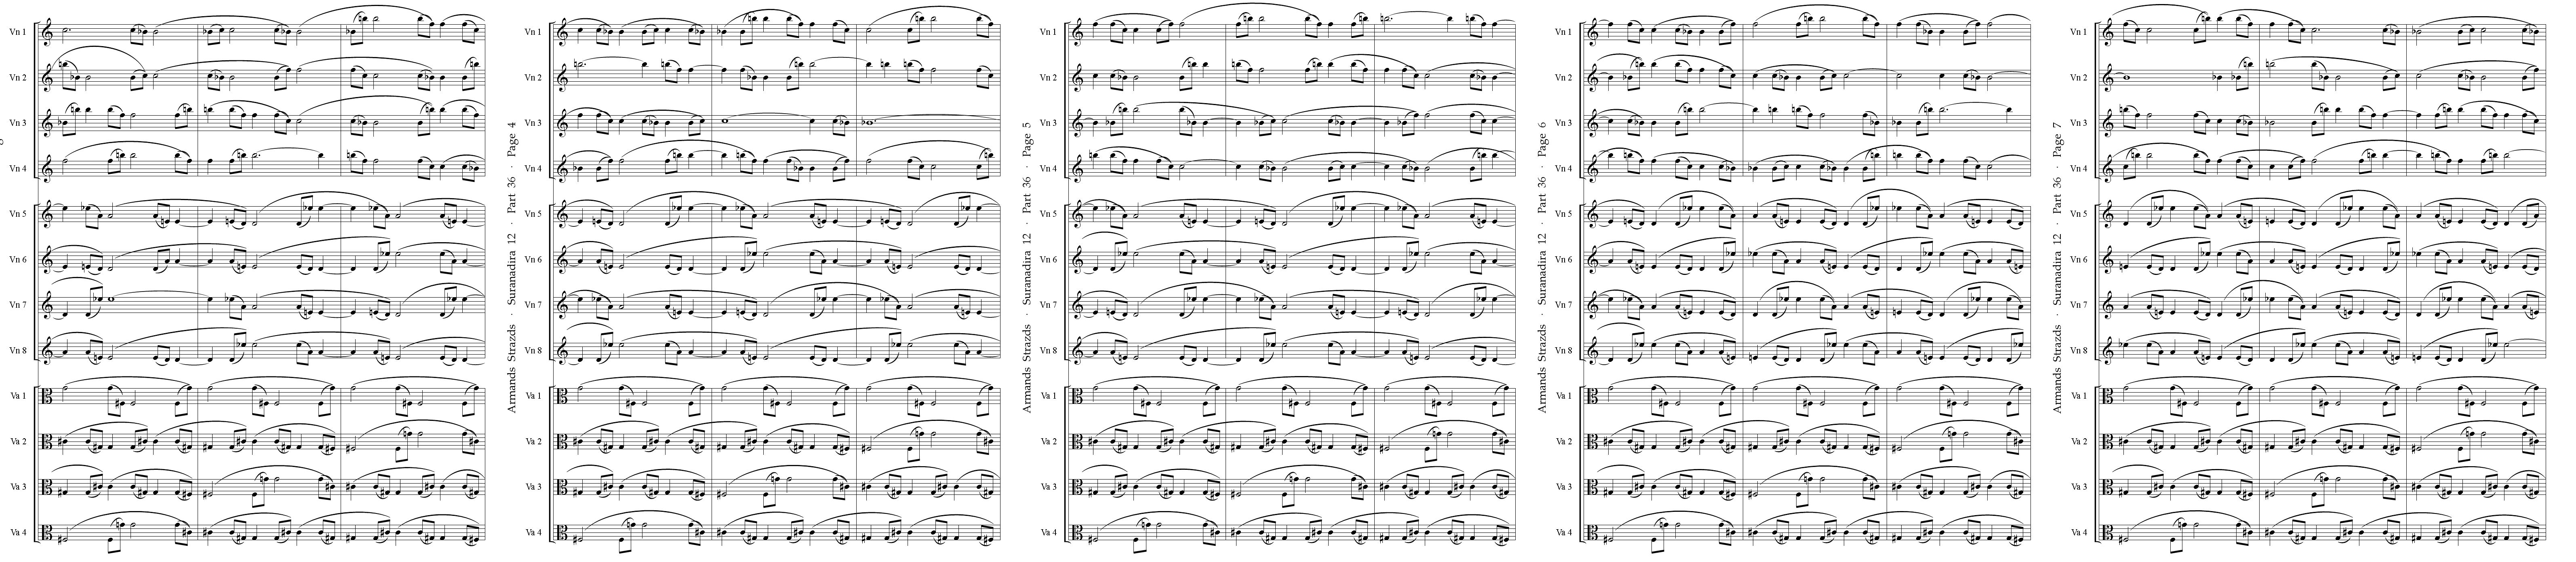 Vn 1
Vn 2
Vn 3
Vn 4
Vn 5
Vn 6
Vn 7
Vn 8
Va 1
Va 2
Va 3
Va 4
Armands Strazds · Suranadira 12 · Part 36 · Page 4
Vn 1
Vn 2
Vn 3
Vn 4
Vn 5
Vn 6
Vn 7
Vn 8
Va 1
Va 2
Va 3
Va 4
Armands Strazds · Suranadira 12 · Part 36 · Page 5
Vn 1
Vn 2
Vn 3
Vn 4
Vn 5
Vn 6
Vn 7
Vn 8
Va 1
Va 2
Va 3
Va 4
Armands Strazds · Suranadira 12 · Part 36 · Page 6
Vn 1
Vn 2
Vn 3
Vn 4
Vn 5
Vn 6
Vn 7
Vn 8
Va 1
Va 2
Va 3
Va 4
Armands Strazds · Suranadira 12 · Part 36 · Page 7
Vn 1
Vn 2
Vn 3
Vn 4
Vn 5
Vn 6
Vn 7
Vn 8
Va 1
Va 2
Va 3
Va 4